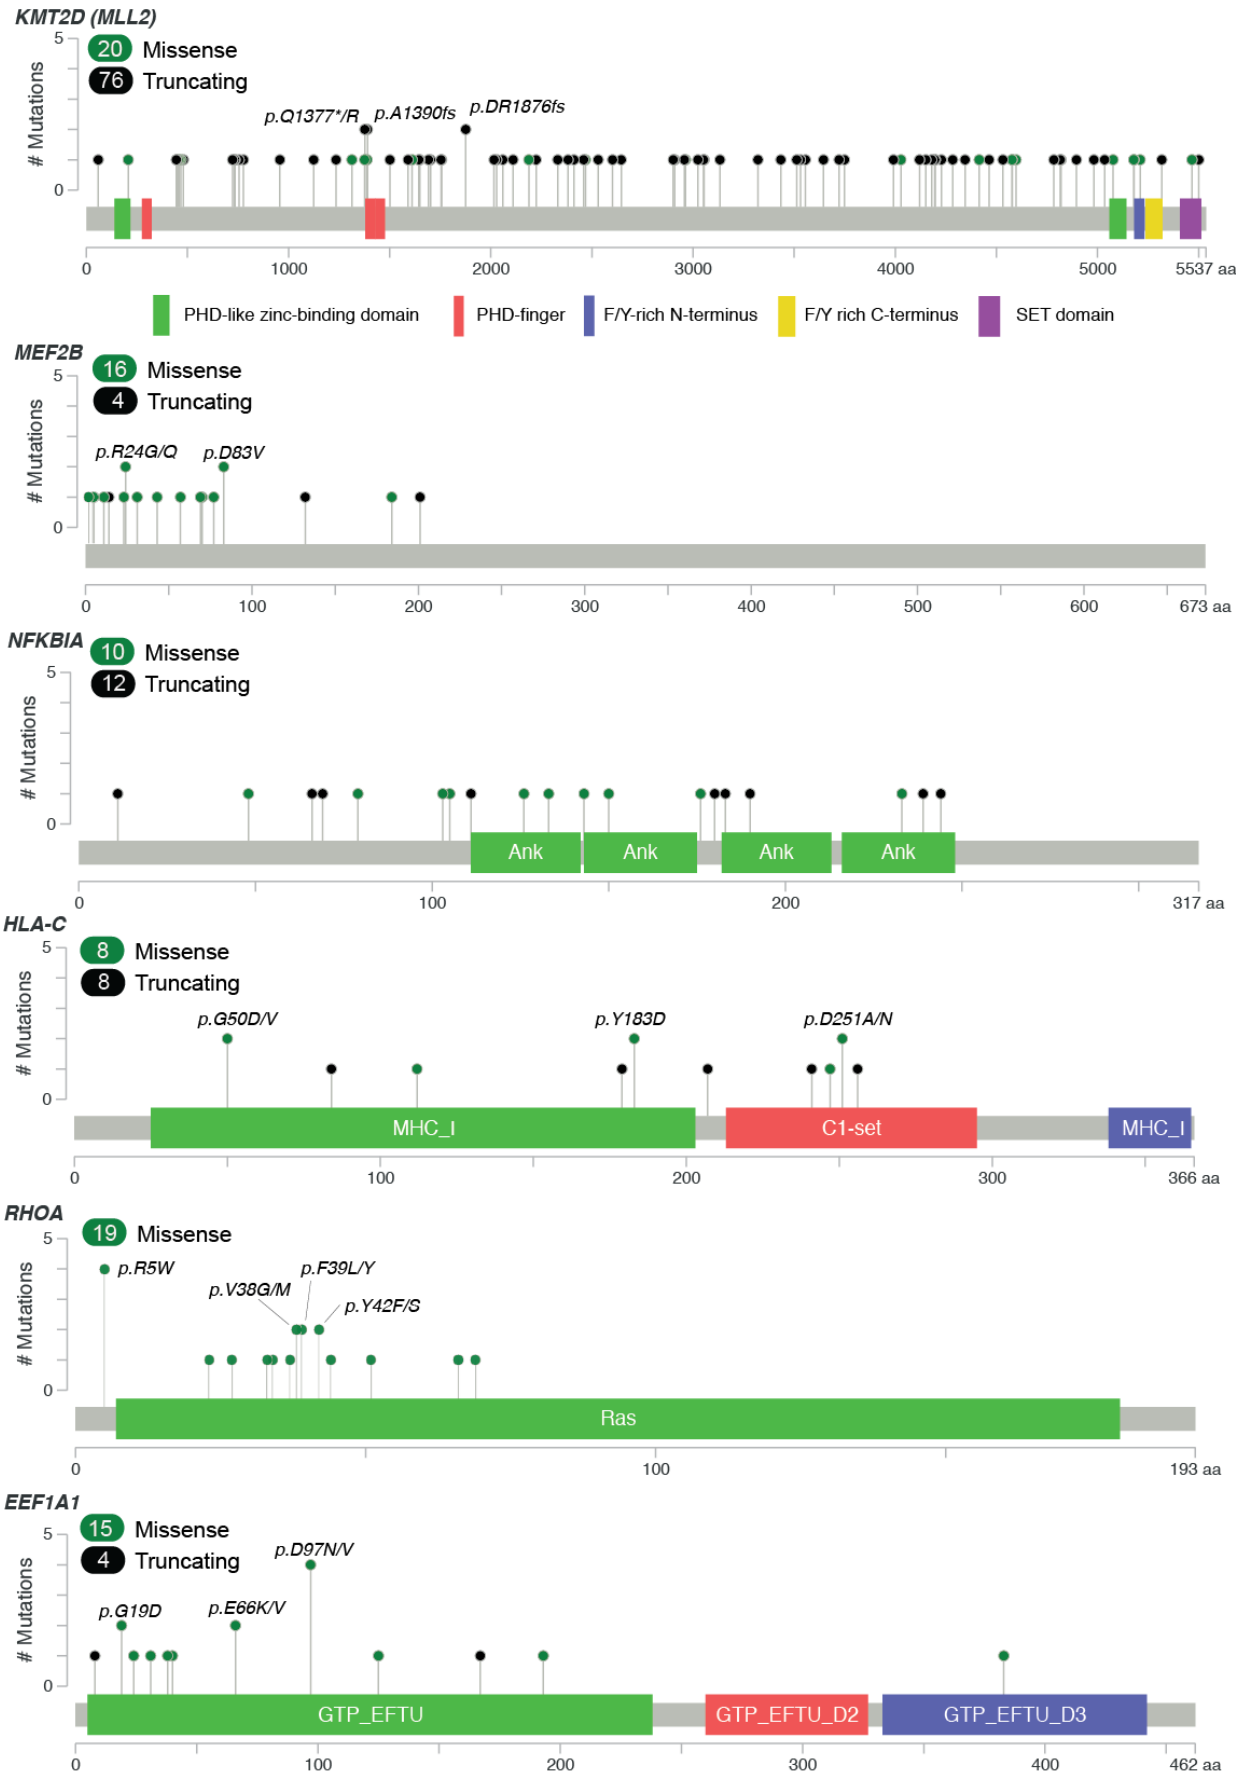 KMT2D (MLL2)
5
20 Missense
76 Truncating
# Mutations
p.Q1377*/R p.A1390fs p.DR1876fs
0
0 1000 2000 3000 4000 5000 5537 aa
PHD-like zinc-binding domain PHD-finger F/Y-rich N-terminus F/Y rich C-terminus SET domain
MEF2B
5
16 Missense
4 Truncating
# Mutations
p.R24G/Q p.D83V
0
0 100 200 300 400 500 600 673 aa
NFKBIA
10 Missense
5
12 Truncating
# Mutations
0
Ank Ank Ank Ank
0 100 200 317 aa
HLA-C
5
8 Missense
8 Truncating
# Mutations
p.G50D/V p.Y183D p.D251A/N
0
MHC_I C1-set MHC_I
0 100 200 300 366 aa
RHOA
19 Missense
5
# Mutations
p.R5W p.F39L/Y
p.V38G/M
p.Y42F/S
0
Ras
0 100 193 aa
EEF1A1
15 Missense
5
4 Truncating
# Mutations
p.D97N/V
p.G19D p.E66K/V
0
GTP_EFTU GTP_EFTU_D2 GTP_EFTU_D3
0 100 200 300 400 462 aa